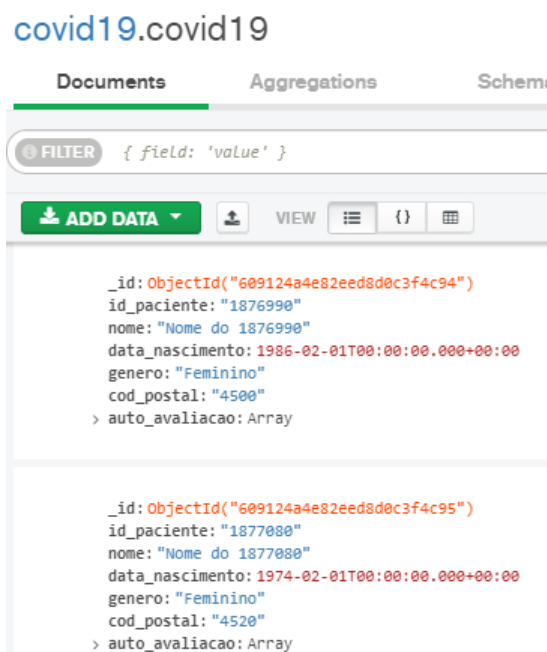 covid19.covid19
Documents Aggregations Schema
FILTER { field: 'value' }
ADD DATA VIEW {}
_id: ObjectId("609124a4e82eed8d0c3f4c94")
id_paciente: "1876990"
nome: "Nome do 1876990"
data_nascimento: 1986-02-01T00:00:00.000+00:00
genero: "Feminino"
cod_postal: "4500"
> auto_avaliacao: Array
_id: ObjectId("609124a4e82eed8d0c3f4c95")
id_paciente: "1877080"
nome: "Nome do 1877080"
data_nascimento: 1974-02-01T00:00:00.000+00:00
genero: "Feminino"
cod_postal: "4520"
> auto_avaliacao: Array